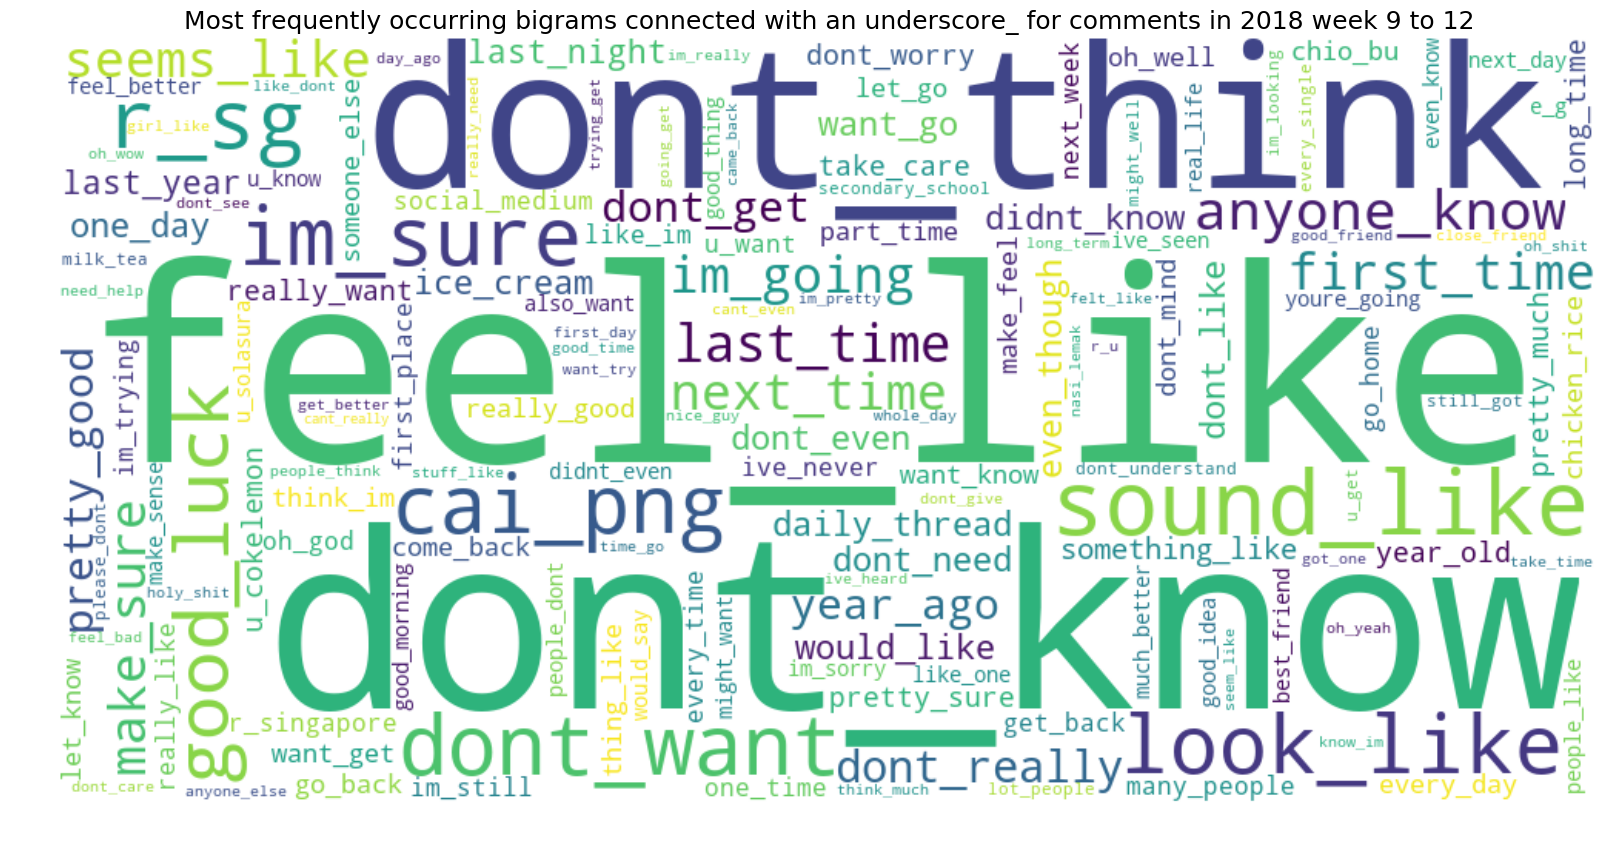 Most frequently occurring bigrams connected with an underscore_ for comments in 2018 week 9 to 12
seems_like
day_ago
dont_think
last_night
im_really
dont_worry
next_week
oh_well
im_looking
chio_bu
even_know
next_day
long_time
feel_better
like_dont
r_sg
girl_like
oh_wow
someone_else
really_need
trying_get
going_get
good_thing
came_back
let_go
want_go
take_care
secondary_school
might_well
real_life
every_single
e_g
last_year
u_know
dont_see
social_medium
dont_get
part_time
didnt_know
anyone_know
one_day
im_sure
like_im
u_want
long_term
ive_seen
good_friend
close_friend
oh_shit
milk_tea
need_help
really_want
ice_cream
also_want
im_going
im_pretty
cant_even
make_feel
even_though
felt_like
dont_mind
dont_like
first_time
youre_going
feel_like
u_solasura
first_place
first_day
good_time
want_try
last_time
next_time
nasi_lemak
r_u
go_home
pretty_much
chicken_rice
pretty_good
im_trying
good_luck
get_better
cant_really
really_good
nice_guy
whole_day
dont_even
still_got
people_think
stuff_like
didnt_even
ive_never
want_know
dont_understand
dont_give
think_im
cai_png
sound_like
u_get
make_sense
please_dont
make_sure
u_cokelemon
oh_god
come_back
time_go
daily_thread
dont_need
something_like
got_one
year_old
take_time
holy_shit
dont_know
good_morning
people_dont
ive_heard
year_ago
much_better
good_idea
seem_like
best_friend
oh_yeah
feel_bad
thing_like
would_say
every_time
might_want
would_like
im_sorry
like_one
pretty_sure
let_know
really_like
r_singapore
want_get
dont_want
get_back
look_like
know_im
people_like
dont_care
anyone_else
go_back
im_still
one_time
dont_really
think_much
lot_people
many_people
every_day